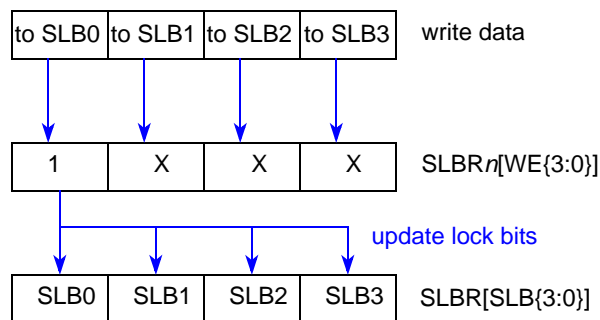 to SLB0 to SLB1 to SLB2 to SLB3 write data
1 X X X SLBRn[WE{3:0}]
update lock bits
SLB0 SLB1 SLB2 SLB3 SLBR[SLB{3:0}]